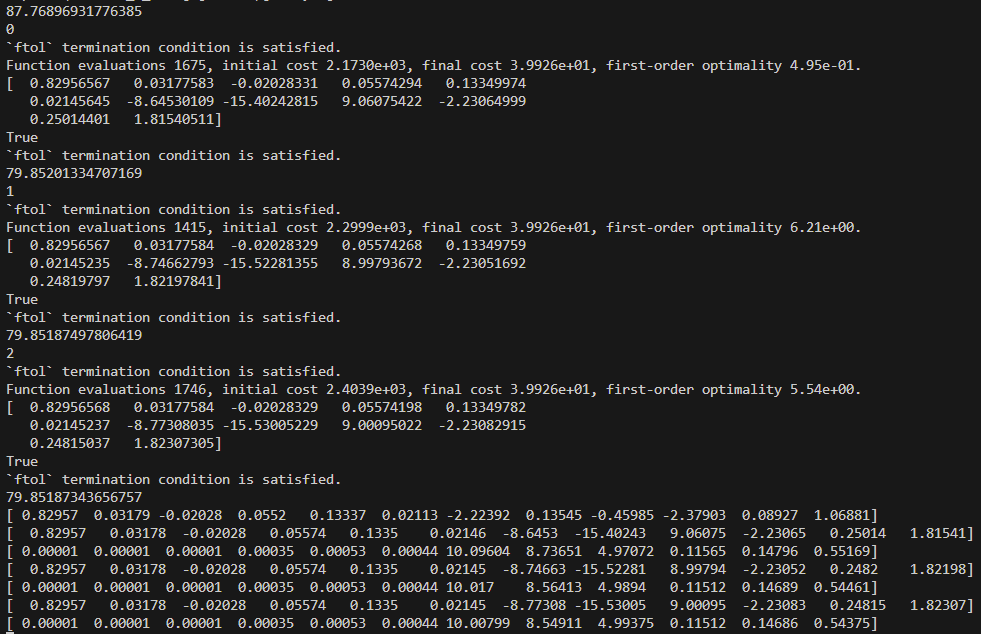 87.76896931776385
0
`ftol` termination condition is satisfied.
Function evaluations 1675, initial cost 2.1730e+03, final cost 3.9926e+01, first-order optimality 4.95e-01.
[  0.82956567   0.03177583  -0.02028331   0.05574294   0.13349974
   0.02145645  -8.64530109 -15.40242815   9.06075422  -2.23064999
   0.25014401   1.81540511]
True
`ftol` termination condition is satisfied.
79.85201334707169
1
`ftol` termination condition is satisfied.
Function evaluations 1415, initial cost 2.2999e+03, final cost 3.9926e+01, first-order optimality 6.21e+00.
[  0.82956567   0.03177584  -0.02028329   0.05574268   0.13349759
   0.02145235  -8.74662793 -15.52281355   8.99793672  -2.23051692
   0.24819797   1.82197841]
True
`ftol` termination condition is satisfied.
79.85187497806419
2
`ftol` termination condition is satisfied.
Function evaluations 1746, initial cost 2.4039e+03, final cost 3.9926e+01, first-order optimality 5.54e+00.
[  0.82956568   0.03177584  -0.02028329   0.05574198   0.13349782
   0.02145237  -8.77308035 -15.53005229   9.00095022  -2.23082915
   0.24815037   1.82307305]
True
`ftol` termination condition is satisfied.
79.85187343656757
[ 0.82957  0.03179 -0.02028  0.0552   0.13337  0.02113 -2.22392  0.13545 -0.45985 -2.37903  0.08927  1.06881]
[  0.82957   0.03178  -0.02028   0.05574   0.1335    0.02146  -8.6453  -15.40243   9.06075  -2.23065   0.25014   1.81541]
[ 0.00001  0.00001  0.00001  0.00035  0.00053  0.00044 10.09604  8.73651  4.97072  0.11565  0.14796  0.55169]
[  0.82957   0.03178  -0.02028   0.05574   0.1335    0.02145  -8.74663 -15.52281   8.99794  -2.23052   0.2482    1.82198]
[ 0.00001  0.00001  0.00001  0.00035  0.00053  0.00044 10.017    8.56413  4.9894   0.11512  0.14689  0.54461]
[  0.82957   0.03178  -0.02028   0.05574   0.1335    0.02145  -8.77308 -15.53005   9.00095  -2.23083   0.24815   1.82307]
[ 0.00001  0.00001  0.00001  0.00035  0.00053  0.00044 10.00799  8.54911  4.99375  0.11512  0.14686  0.54375]